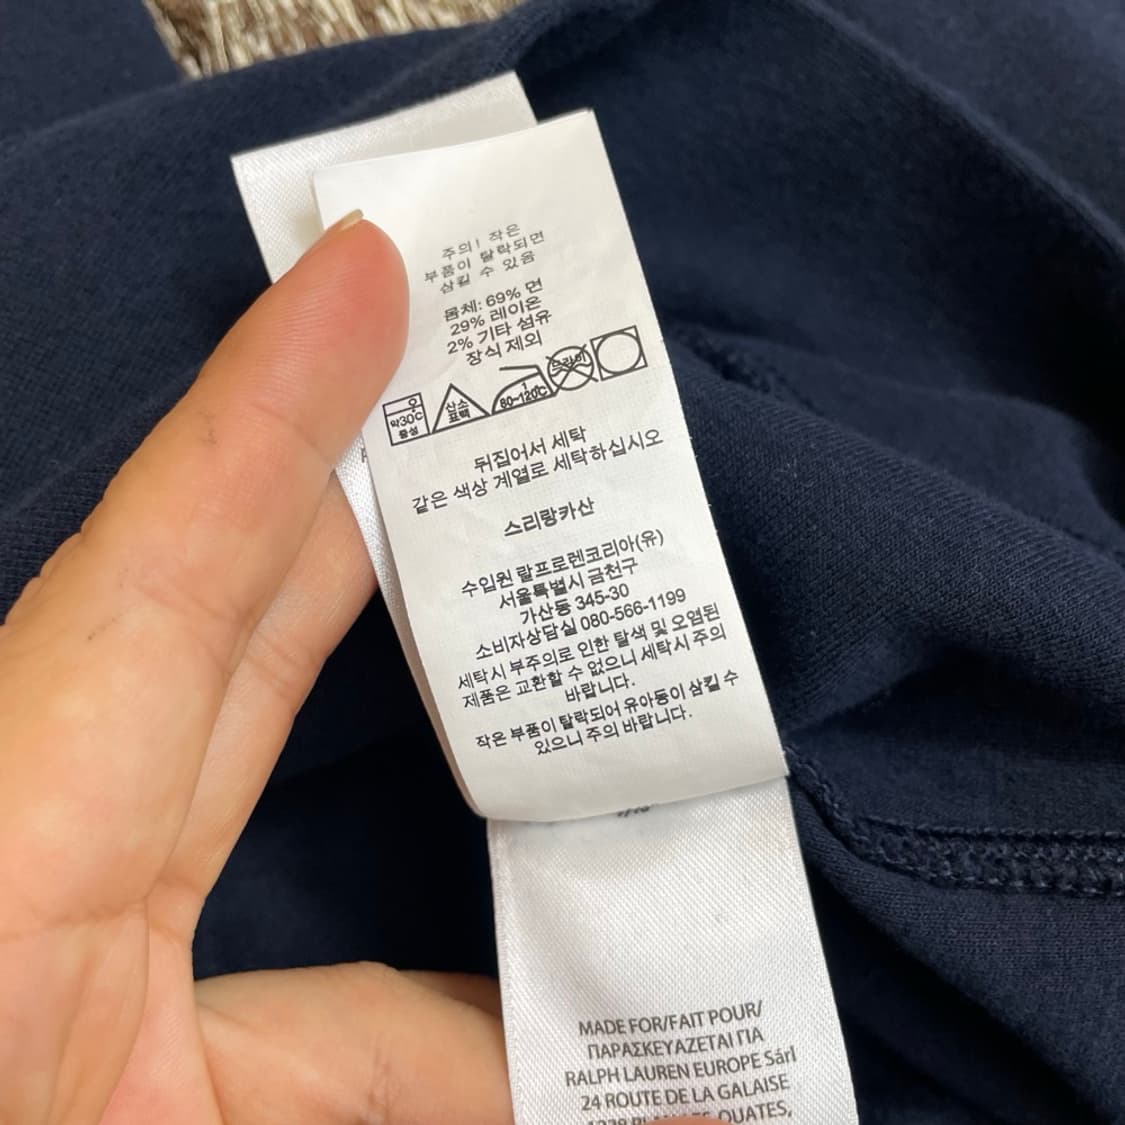 주의! 작은
부품이 탈락되면
삼킬 수 있음
몸체: 69% 면
29% 레이온
2% 기타 섬유
장식 제외
약30℃
중성
산소
표백
1
80~120℃
드라이
뒤집어서 세탁
같은 색상 계열로 세탁하십시오
스리랑카산
수입원 랄프로렌코리아(유)
서울특별시 금천구
가산동 345-30
소비자상담실 080-566-1199
세탁시 부주의로 인한 탈색 및 오염된
제품은 교환할 수 없으니 세탁시 주의
바랍니다.
작은 부품이 탈락되어 유아동이 삼킬 수
있으니 주의 바랍니다.
MADE FOR/FAIT POUR/
ΠΑΡΑΣΚΕΥΑΖΕΤΑΙ ΓΙΑ
RALPH LAUREN EUROPE Sàrl
24 ROUTE DE LA GALAISE